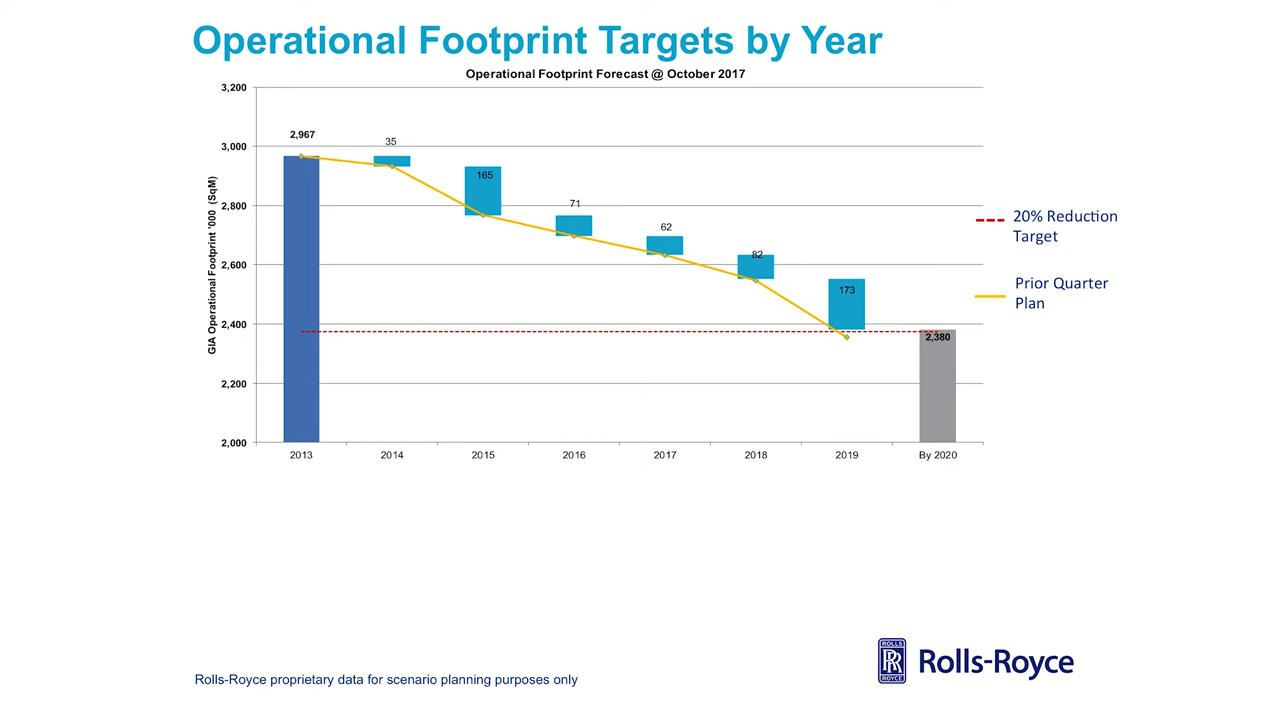 Operational Footprint Targets by Year
Operational Footprint Forecast @ October 2017
GIA Operational Footprint '000 (SqM)
3,200
3,000
2,800
2,600
2,400
2,200
2,000
2,967
35
165
71
62
82
173
2,380
2013
2014
2015
2016
2017
2018
2019
By 2020
20% Reduction
Target
Prior Quarter
Plan
ROLLS
RR
ROYCE
Rolls-Royce
Rolls-Royce proprietary data for scenario planning purposes only